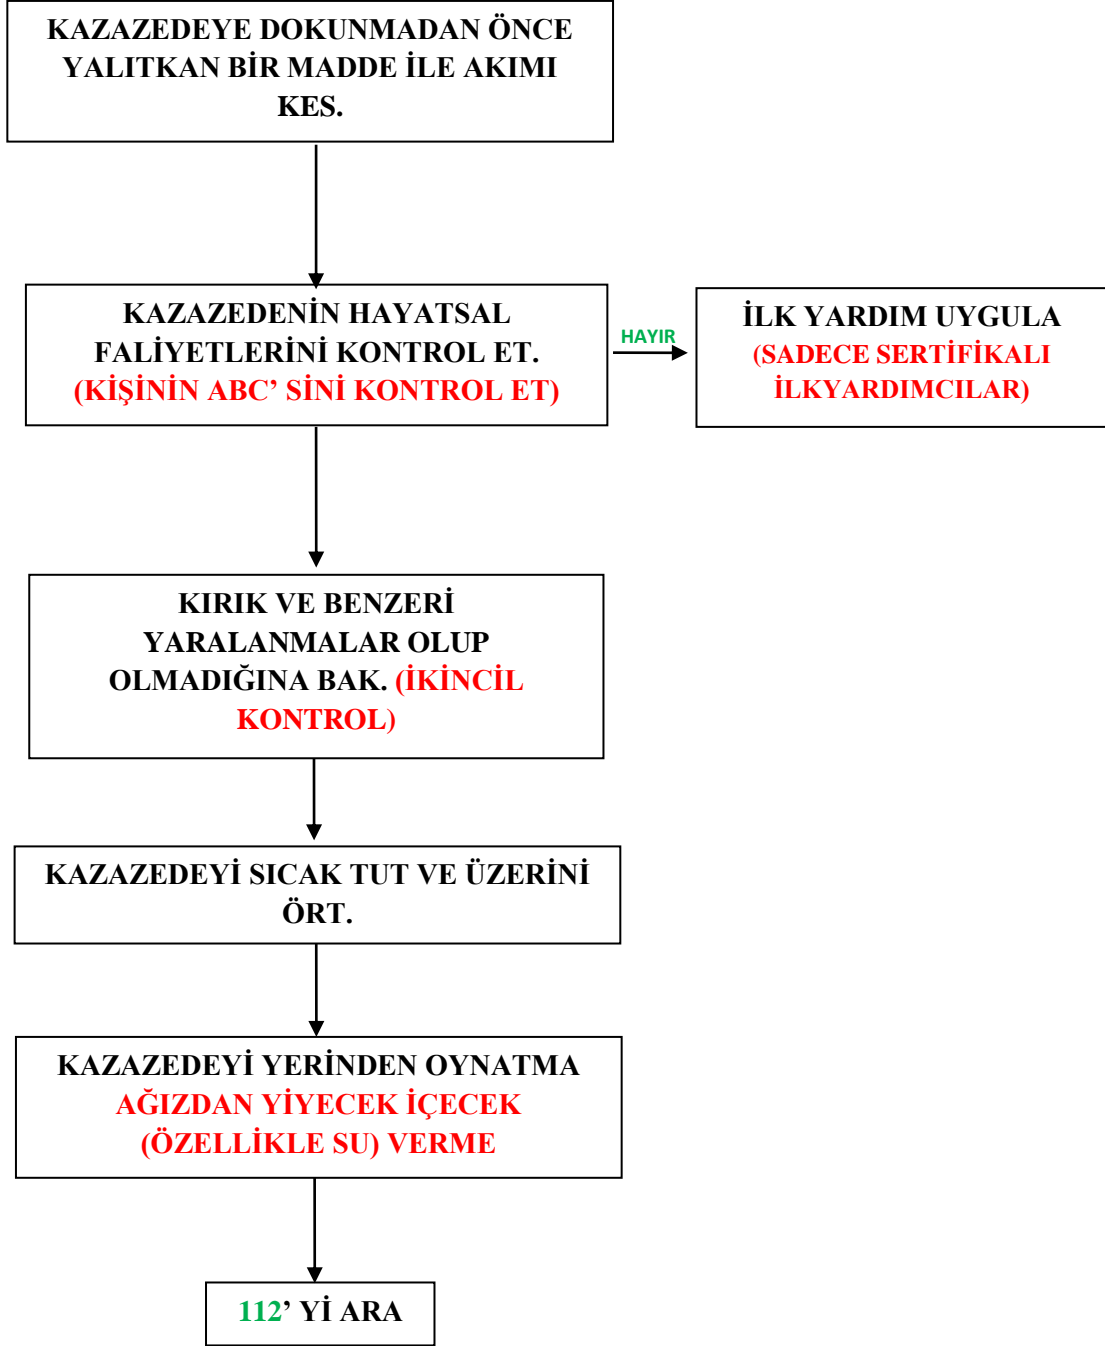 KAZAZEDEYE DOKUNMADAN ÖNCE
YALITKAN BİR MADDE İLE AKIMI
KES.
KAZAZEDENİN HAYATSAL
FALİYETLERİNİ KONTROL ET.
(KİŞİNİN ABC’ SİNİ KONTROL ET)
HAYIR
İLK YARDIM UYGULA
(SADECE SERTİFİKALI
İLKYARDIMCILAR)
KIRIK VE BENZERİ
YARALANMALAR OLUP
OLMADIĞINA BAK. (İKİNCİL
KONTROL)
KAZAZEDEYİ SICAK TUT VE ÜZERİNİ
ÖRT.
KAZAZEDEYİ YERİNDEN OYNATMA
AĞIZDAN YİYECEK İÇECEK
(ÖZELLİKLE SU) VERME
112’ Yİ ARA